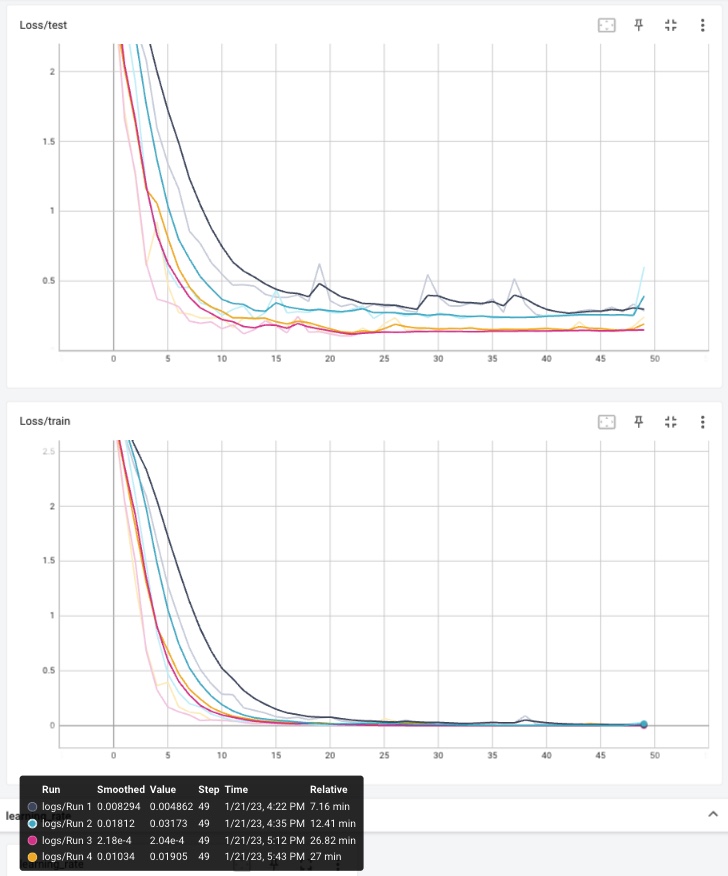 Loss/test
2
1.5
1
0.5
0 5 10 15 20 25 30 35 40 45 50
Loss/train
2.5
2
1.5
1
0.5
0
0 5 10 15 20 25 30 35 40 45 50
Run Smoothed Value Step Time Relative
logs/Run 1 0.008294 0.004862 49 1/21/23, 4:22 PM 7.16 min
logs/Run 2 0.01812 0.03173 49 1/21/23, 4:35 PM 12.41 min
logs/Run 3 2.18e-4 2.04e-4 49 1/21/23, 5:12 PM 26.82 min
logs/Run 4 0.01034 0.01905 49 1/21/23, 5:43 PM 27 min
learning_rate
learning_rate